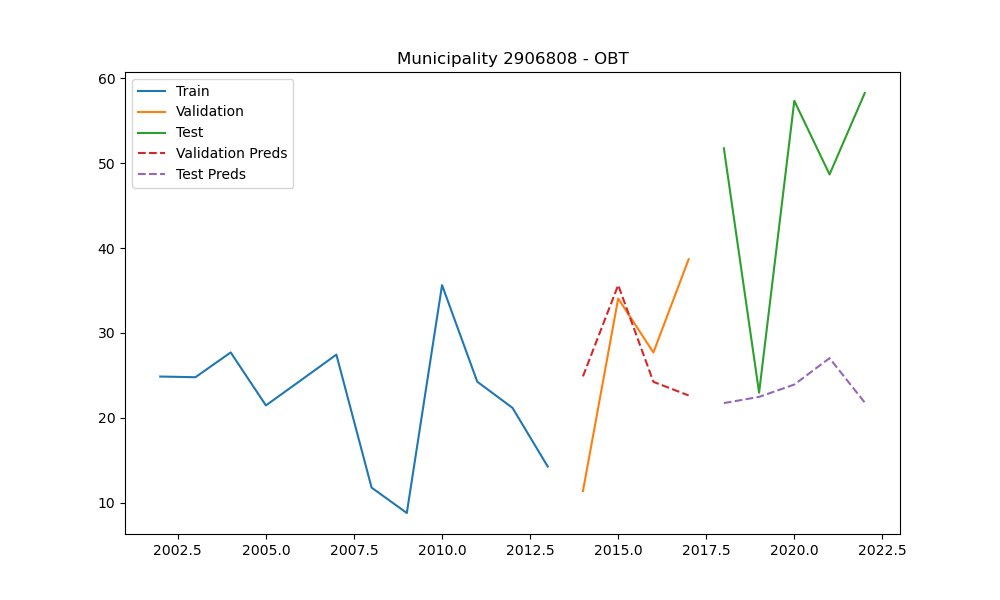 Municipality 2906808 - OBT
Train
Validation
Test
Validation Preds
Test Preds
60
50
40
30
20
10
2002.5 2005.0 2007.5 2010.0 2012.5 2015.0 2017.5 2020.0 2022.5